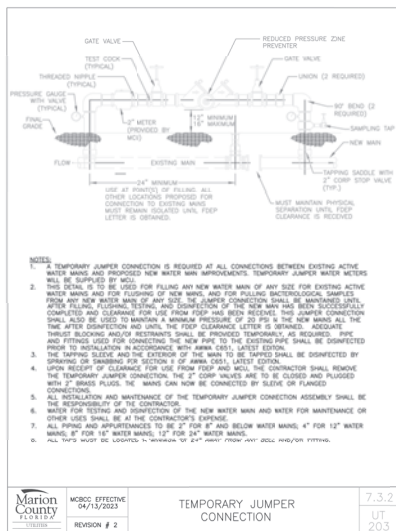 GATE VALVE
REDUCED PRESSURE ZONE
PREVENTER
TEST COCK
(TYPICAL)
GATE VALVE
THREADED NIPPLE
(TYPICAL)
UNION (2 REQUIRED)
PRESSURE GAUGE
WITH VALVE
(TYPICAL)
90° BEND (2
REQUIRED)
2" METER
(PROVIDED BY
MCU)
12" MINIMUM
16" MAXIMUM
SAMPLING TAP
FINAL
GRADE
NEW MAIN
FLOW
EXISTING MAIN
TAPPING SADDLE WITH
2" CORP STOP VALVE
(TYP.)
24" MINIMUM
USE AT POINT(S) OF FILLING. ALL
OTHER LOCATIONS PROPOSED FOR
CONNECTION TO EXISTING MAINS
MUST REMAIN ISOLATED UNTIL FDEP
LETTER IS OBTAINED.
MUST MAINTAIN PHYSICAL
SEPARATION UNTIL FDEP
CLEARANCE IS RECEIVED
NOTES:
1. A TEMPORARY JUMPER CONNECTION IS REQUIRED AT ALL CONNECTIONS BETWEEN EXISTING ACTIVE
WATER MAINS AND PROPOSED NEW WATER MAIN IMPROVEMENTS. TEMPORARY JUMPER WATER METERS
WILL BE SUPPLIED BY MCU.
2. THIS DETAIL IS TO BE USED FOR FILLING ANY NEW WATER MAIN OF ANY SIZE FOR EXISTING ACTIVE
WATER MAINS AND FOR FLUSHING OF NEW MAINS, AND FOR PULLING BACTERIOLOGICAL SAMPLES
FROM ANY NEW WATER MAIN OF ANY SIZE. THE JUMPER CONNECTION SHALL BE MAINTAINED UNTIL
AFTER FILLING, FLUSHING, TESTING, AND DISINFECTION OF THE NEW MAIN HAS BEEN SUCCESSFULLY
COMPLETED AND CLEARANCE FOR USE FROM FDEP HAS BEEN RECEIVED. THIS JUMPER CONNECTION
SHALL ALSO BE USED TO MAINTAIN A MINIMUM PRESSURE OF 20 PSI IN THE NEW MAINS ALL THE
TIME AFTER DISINFECTION AND UNTIL THE FDEP CLEARANCE LETTER IS OBTAINED. ADEQUATE
THRUST BLOCKING AND/OR RESTRAINTS SHALL BE PROVIDED TEMPORARILY, AS REQUIRED. PIPE
AND FITTINGS USED FOR CONNECTING THE NEW PIPE TO THE EXISTING PIPE SHALL BE DISINFECTED
PRIOR TO INSTALLATION IN ACCORDANCE WITH AWWA C651, LATEST EDITION.
3. THE TAPPING SLEEVE AND THE EXTERIOR OF THE MAIN TO BE TAPPED SHALL BE DISINFECTED BY
SPRAYING OR SWABBING PER SECTION 11 OF AWWA C651, LATEST EDITION.
4. UPON RECEIPT OF CLEARANCE FOR USE FROM FDEP AND MCU, THE CONTRACTOR SHALL REMOVE
THE TEMPORARY JUMPER CONNECTION. THE 2" CORP VALVES ARE TO BE CLOSED AND PLUGGED
WITH 2" BRASS PLUGS. THE MAINS CAN NOW BE CONNECTED BY SLEEVE OR FLANGED
CONNECTIONS.
5. ALL INSTALLATION AND MANTENANCE OF THE TEMPORARY JUMPER CONNECTION ASSEMBLY SHALL BE
THE RESPONSIBILITY OF THE CONTRACTOR.
6. WATER FOR TESTING AND DISINFECTION OF THE NEW WATER MAIN AND WATER FOR MAINTENANCE OR
OTHER USES SHALL BE AT THE CONTRACTOR'S EXPENSE.
7. ALL PIPING AND APPURTENANCES TO BE 2" FOR 8" AND BELOW WATER MAINS; 4" FOR 12" WATER
MAINS; 8" FOR 16" WATER MAINS; 12" FOR 24" WATER MAINS.
8. ALL TAPS MUST BE LOCATED A MINIMUM OF 24" AWAY FROM ANY BELL AND/OR FITTING.
Marion
County
FLORIDA
UTILITIES
MCBCC EFFECTIVE
04/13/2023
REVISION # 2
TEMPORARY JUMPER
CONNECTION
7.3.2
UT
203